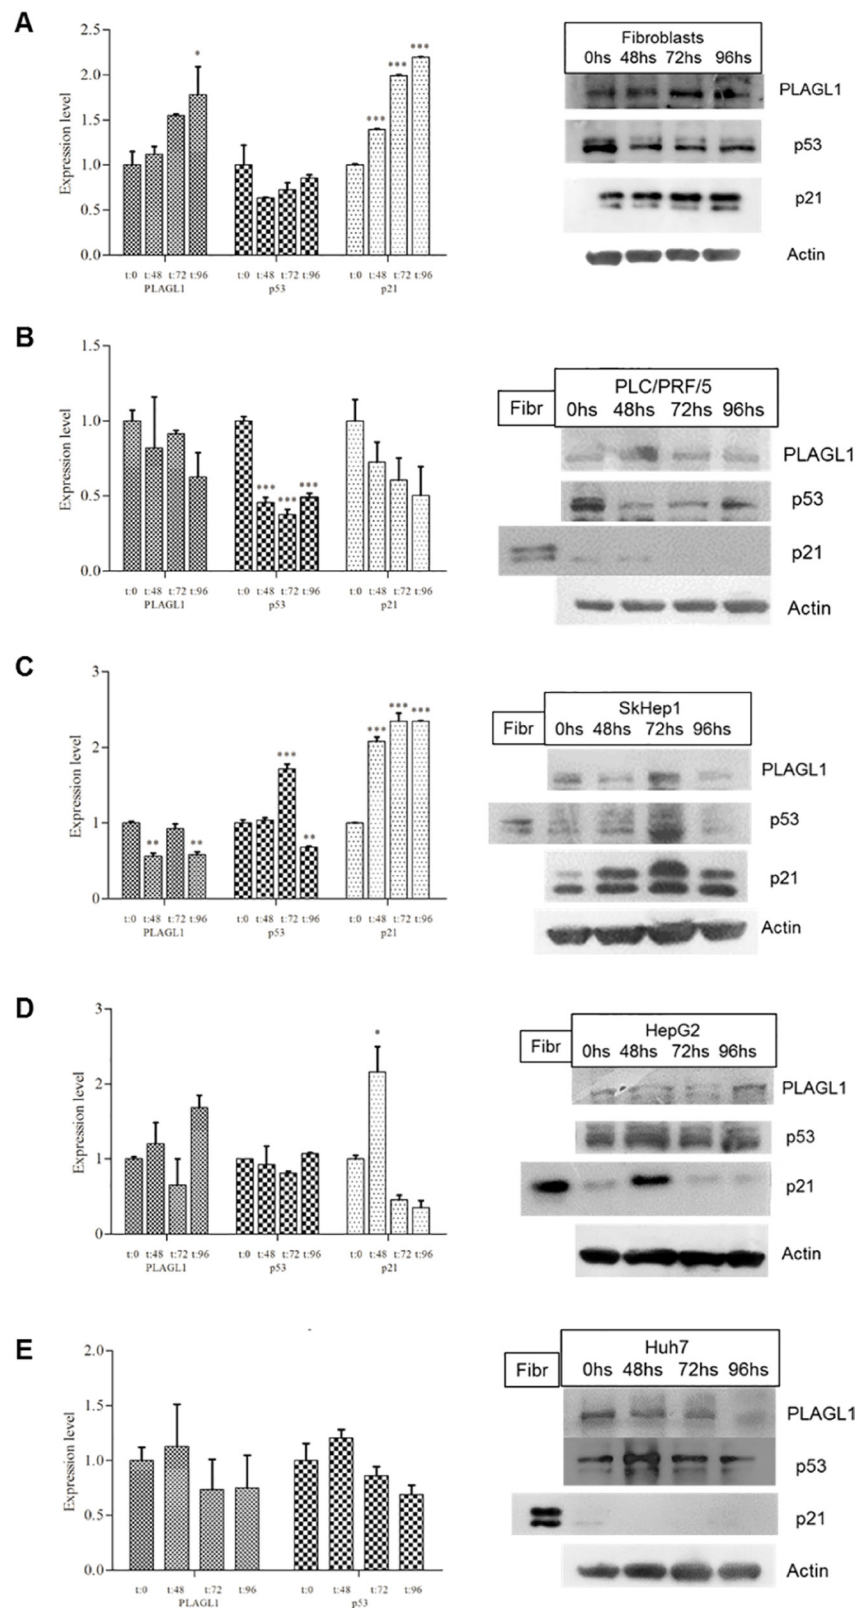 A
2.5
2.0
1.5
1.0
0.5
0.0
Expression level
*
*** *** ***
t:0 t:48 t:72 t:96 t:0 t:48 t:72 t:96 t:0 t:48 t:72 t:96
PLAGL1 p53 p21
Fibroblasts
0hs 48hs 72hs 96hs
PLAGL1
p53
p21
Actin
B
1.5
1.0
0.5
0.0
Expression level
*** *** ***
t:0 t:48 t:72 t:96 t:0 t:48 t:72 t:96 t:0 t:48 t:72 t:96
PLAGL1 p53 p21
Fibr
PLC/PRF/5
0hs 48hs 72hs 96hs
PLAGL1
p53
p21
Actin
C
3
2
1
0
Expression level
** **
*** **
*** *** ***
t:0 t:48 t:72 t:96 t:0 t:48 t:72 t:96 t:0 t:48 t:72 t:96
PLAGL1 p53 p21
Fibr
SkHep1
0hs 48hs 72hs 96hs
PLAGL1
p53
p21
Actin
D
3
2
1
0
Expression level
*
t:0 t:48 t:72 t:96 t:0 t:48 t:72 t:96 t:0 t:48 t:72 t:96
PLAGL1 p53 p21
Fibr
HepG2
0hs 48hs 72hs 96hs
PLAGL1
p53
p21
Actin
E
2.0
1.5
1.0
0.5
0.0
Expression level
t:0 t:48 t:72 t:96 t:0 t:48 t:72 t:96
PLAGL1 p53
Fibr
Huh7
0hs 48hs 72hs 96hs
PLAGL1
p53
p21
Actin